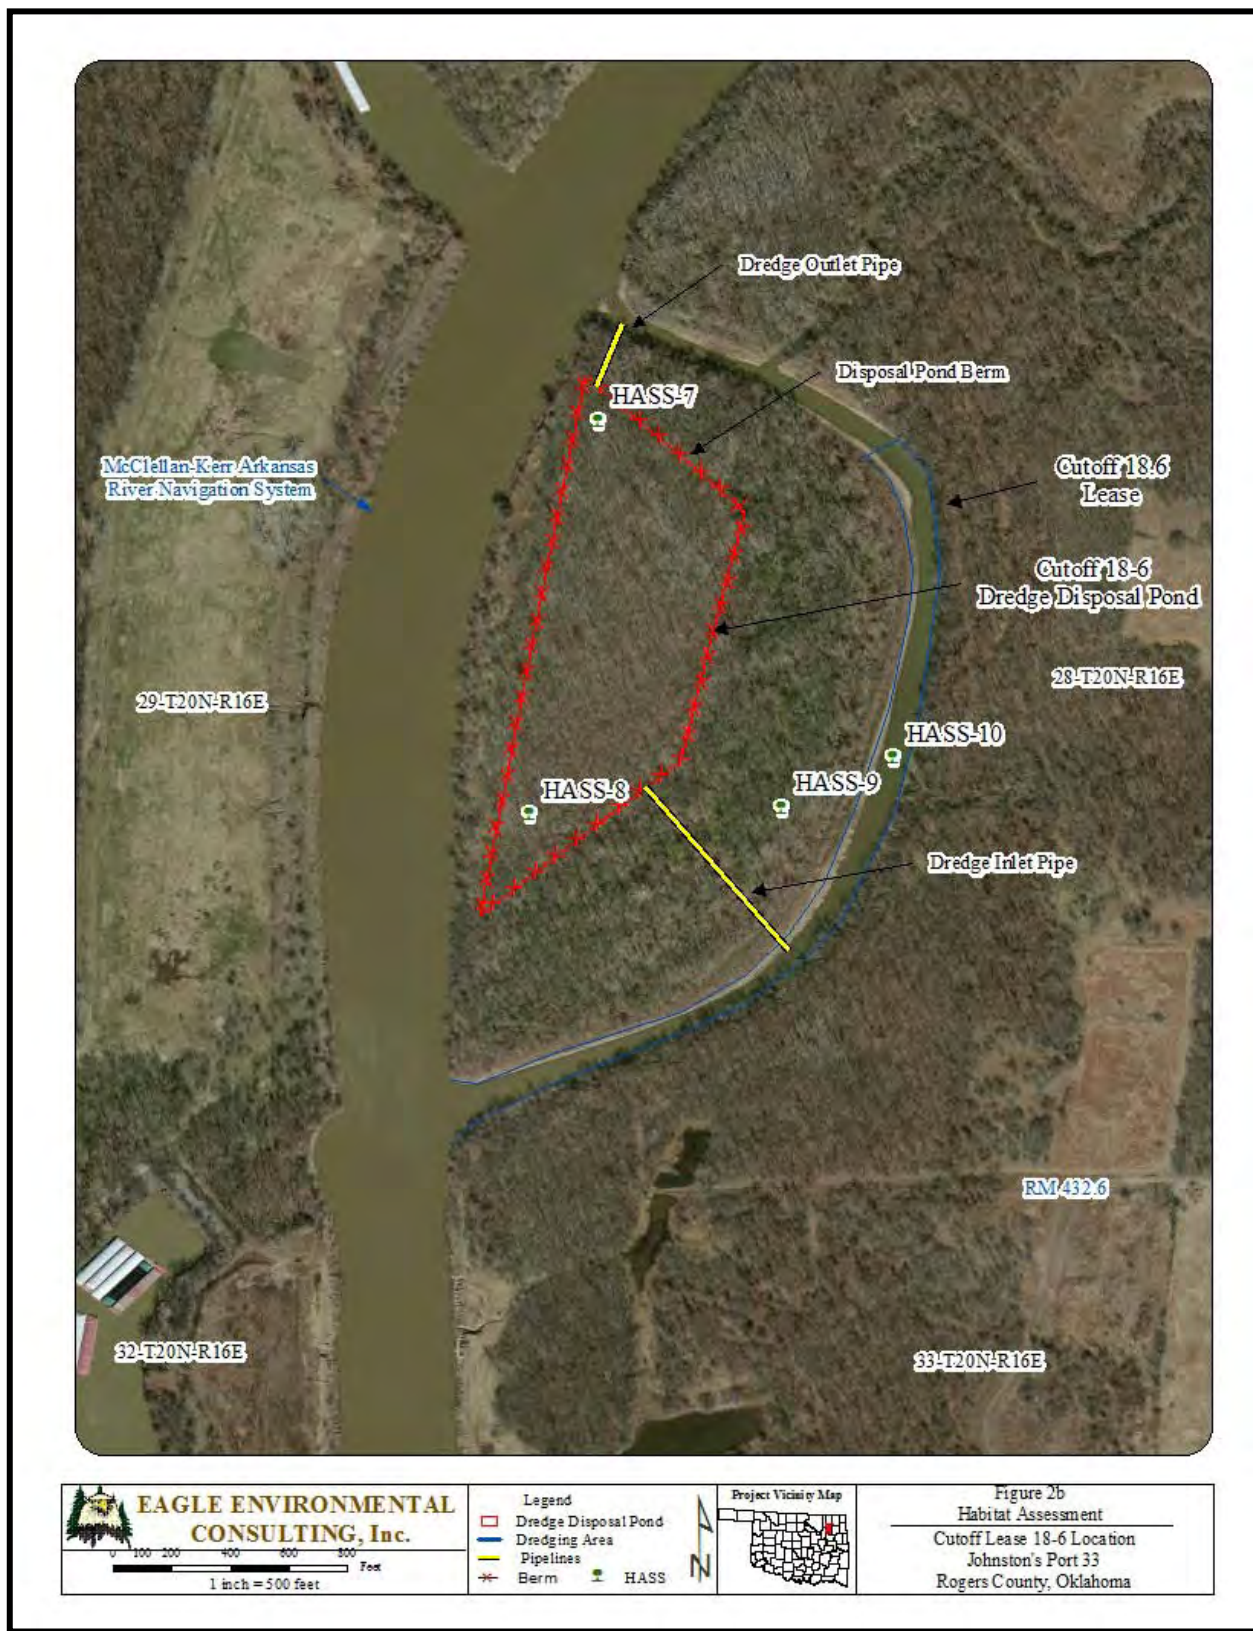 Dredge Outlet Pipe
Disposal Pond Berm
HASS-7
McClellan-Kerr Arkansas
River Navigation System
Cutoff 18.6
Lease
Cutoff 18-6
Dredge Disposal Pond
29-T20N-R16E
28-T20N-R16E
HASS-10
HASS-8
HASS-9
Dredge Inlet Pipe
RM 432.6
32-T20N-R16E
33-T20N-R16E
EAGLE ENVIRONMENTAL
CONSULTING, Inc.
0 100 200 400 600 800
Feet
1 inch = 500 feet
Legend
Dredge Disposal Pond
Dredging Area
Pipelines
Berm
HASS
N
Project Vicinity Map
Figure 2b
Habitat Assessment
Cutoff Lease 18-6 Location
Johnston's Port 33
Rogers County, Oklahoma